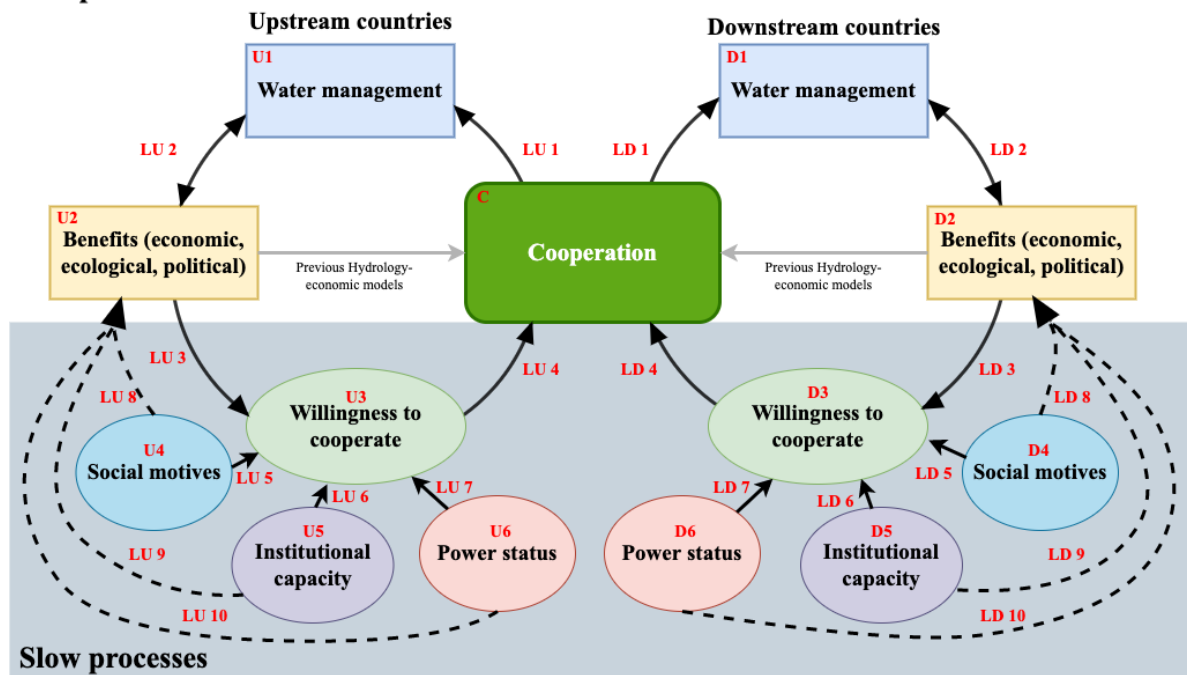 Upstream countries
Downstream countries
U1
Water management
D1
Water management
LU 2
LU 1
LD 1
LD 2
C
Cooperation
U2
Benefits (economic,
ecological, political)
Previous Hydrology-
economic models
Previous Hydrology-
economic models
D2
Benefits (economic,
ecological, political)
LU 3
LU 4
LD 4
LD 3
LU 8
U3
Willingness to
cooperate
D3
Willingness to
cooperate
LD 8
U4
Social motives
LU 5
LU 6
LU 7
LD 7
LD 6
LD 5
D4
Social motives
U5
Institutional
capacity
U6
Power status
D6
Power status
D5
Institutional
capacity
LU 9
LD 9
LU 10
LD 10
Slow processes